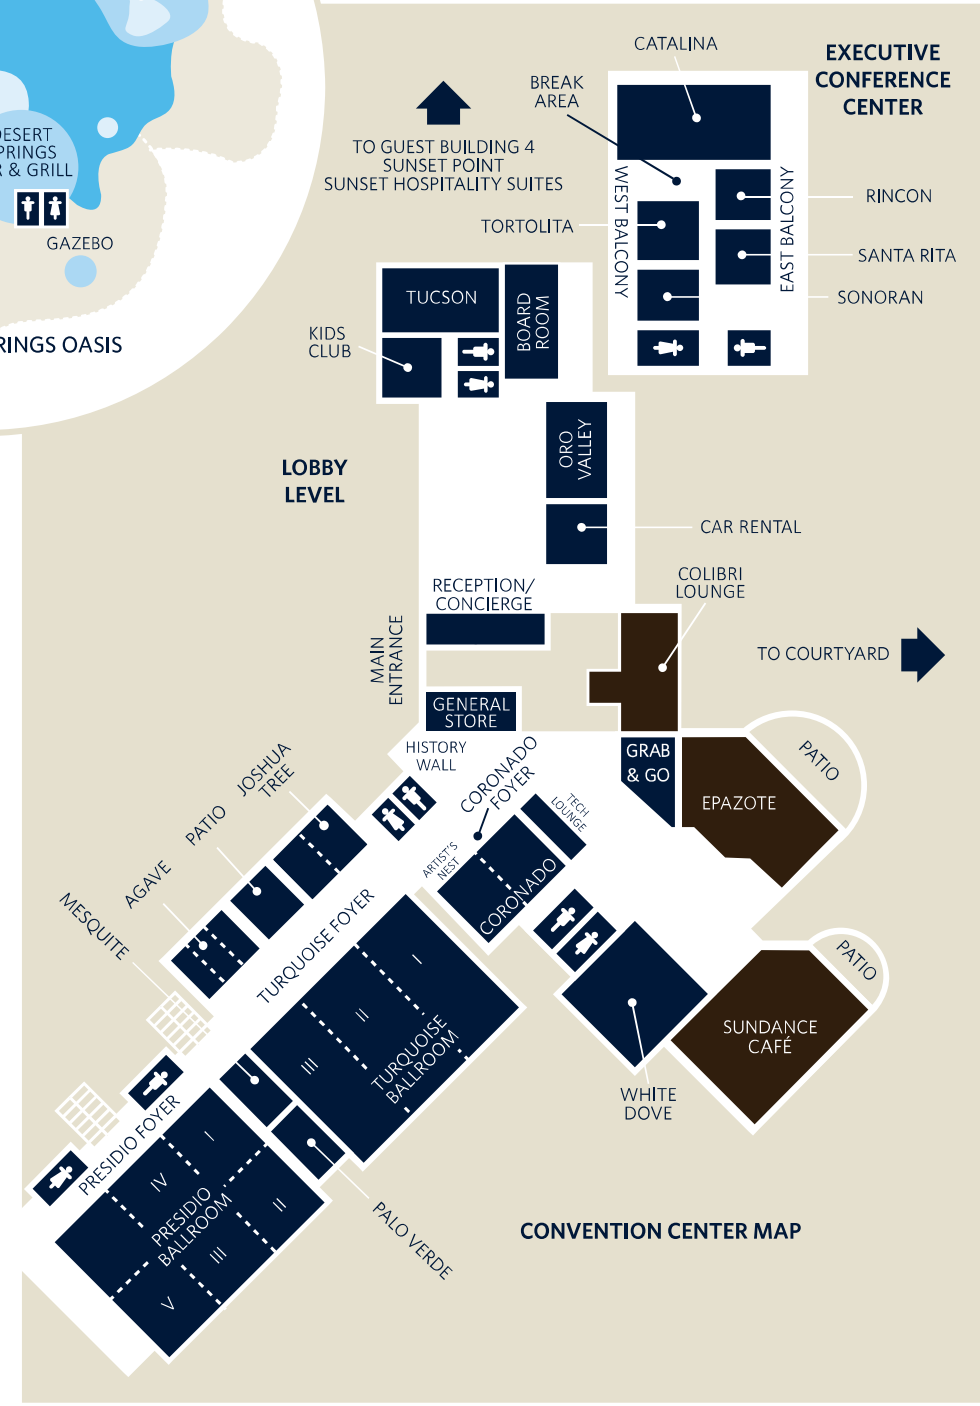 CATALINA
EXECUTIVE
CONFERENCE
CENTER
BREAK
AREA
TO GUEST BUILDING 4
SUNSET POINT
SUNSET HOSPITALITY SUITES
WEST BALCONY
EAST BALCONY
RINCON
TORTOLITA
SANTA RITA
SONORAN
GAZEBO
& GRILL
OASIS
TUCSON
BOARD
ROOM
KIDS
CLUB
ORO
VALLEY
LOBBY
LEVEL
CAR RENTAL
COLIBRI
LOUNGE
RECEPTION/
CONCIERGE
MAIN
ENTRANCE
TO COURTYARD
GENERAL
STORE
HISTORY
WALL
CORONADO
FOYER
GRAB
& GO
PATIO
EPAZOTE
TECH
LOUNGE
JOSHUA
TREE
PATIO
AGAVE
MESQUITE
ARTIST'S
NEST
CORONADO
TURQUOISE FOYER
I
II
III
TURQUOISE
BALLROOM
PATIO
SUNDANCE
CAFÉ
WHITE
DOVE
PRESIDIO FOYER
I
IV
II
PRESIDIO
BALLROOM
III
V
PALO VERDE
CONVENTION CENTER MAP